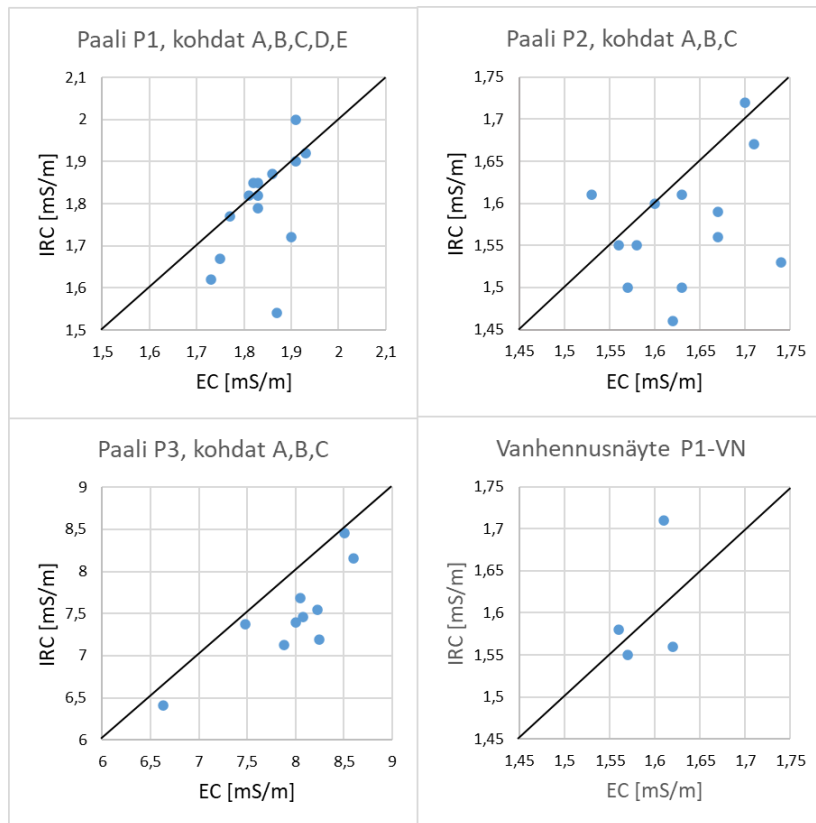 Paali P1, kohdat A,B,C,D,E
2,1
2
1,9
1,8
1,7
1,6
1,5
IRC [mS/m]
1,5 1,6 1,7 1,8 1,9 2 2,1
EC [mS/m]
Paali P2, kohdat A,B,C
1,75
1,7
1,65
1,6
1,55
1,5
1,45
IRC [mS/m]
1,45 1,5 1,55 1,6 1,65 1,7 1,75
EC [mS/m]
Paali P3, kohdat A,B,C
9
8,5
8
7,5
7
6,5
6
IRC [mS/m]
6 6,5 7 7,5 8 8,5 9
EC [mS/m]
Vanhennusnäyte P1-VN
1,75
1,7
1,65
1,6
1,55
1,5
1,45
IRC [mS/m]
1,45 1,5 1,55 1,6 1,65 1,7 1,75
EC [mS/m]